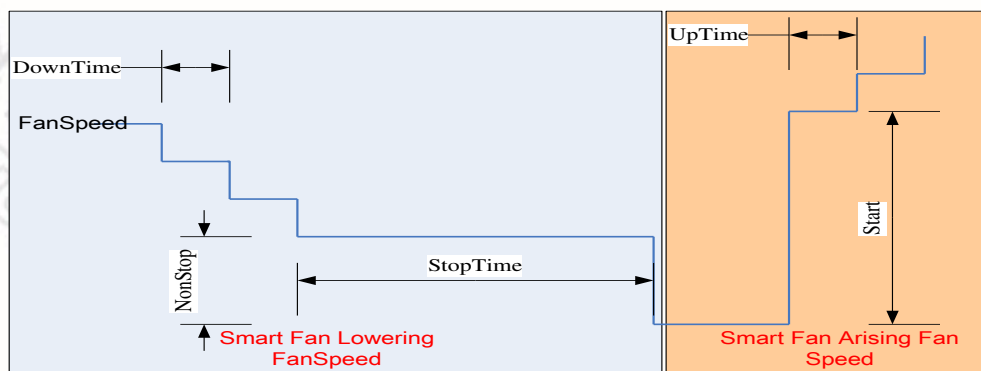 UpTime
DownTime
FanSpeed
Start
NonStop
StopTime
Smart Fan Lowering
FanSpeed
Smart Fan Arising Fan
Speed